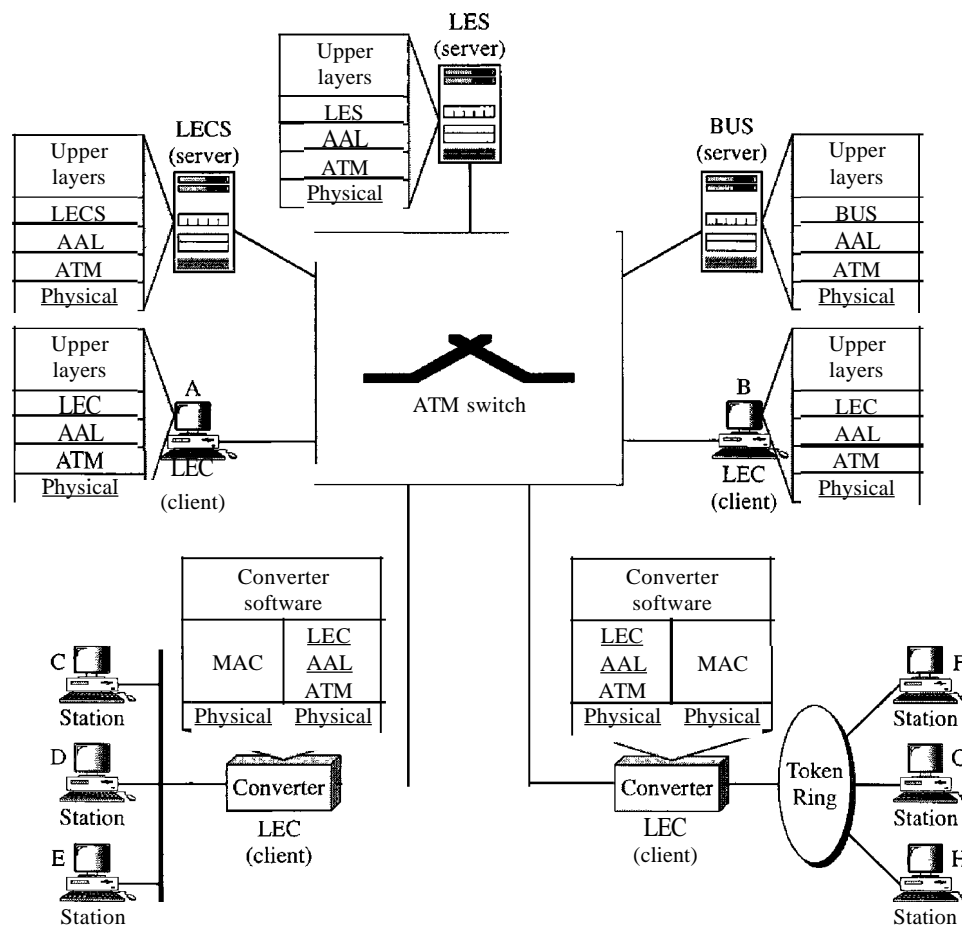 LES
(server)
Upper
layers
LES
AAL
ATM
Physical
LECS
(server)
Upper
layers
LECS
AAL
ATM
Physical
BUS
(server)
Upper
layers
BUS
AAL
ATM
Physical
Upper
layers
LEC
AAL
ATM
Physical
A
LEC
(client)
ATM switch
B
LEC
(client)
Upper
layers
LEC
AAL
ATM
Physical
Converter
software
MAC
LEC
AAL
ATM
Physical
Physical
Converter
software
LEC
AAL
ATM
MAC
Physical
Physical
C
Station
D
Station
E
Station
Converter
LEC
(client)
Converter
LEC
(client)
Token
Ring
Station
Station
H
Station